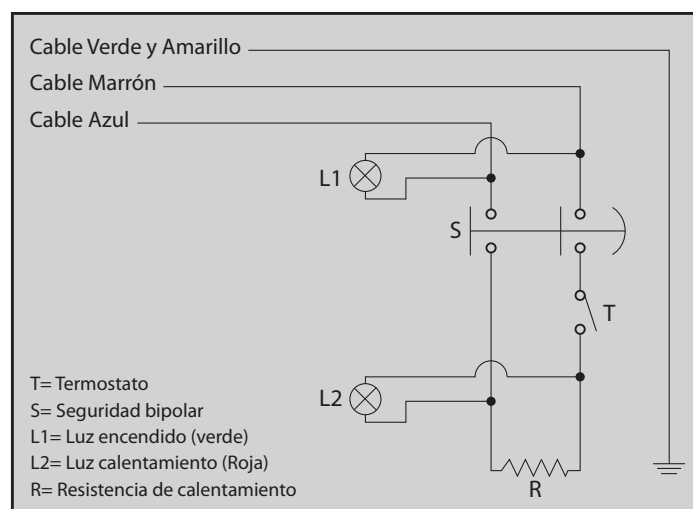 Cable Verde y Amarillo
Cable Marrón
Cable Azul
L1
S
T
L2
R
T= Termostato
S= Seguridad bipolar
L1= Luz encendido (verde)
L2= Luz calentamiento (Roja)
R= Resistencia de calentamiento